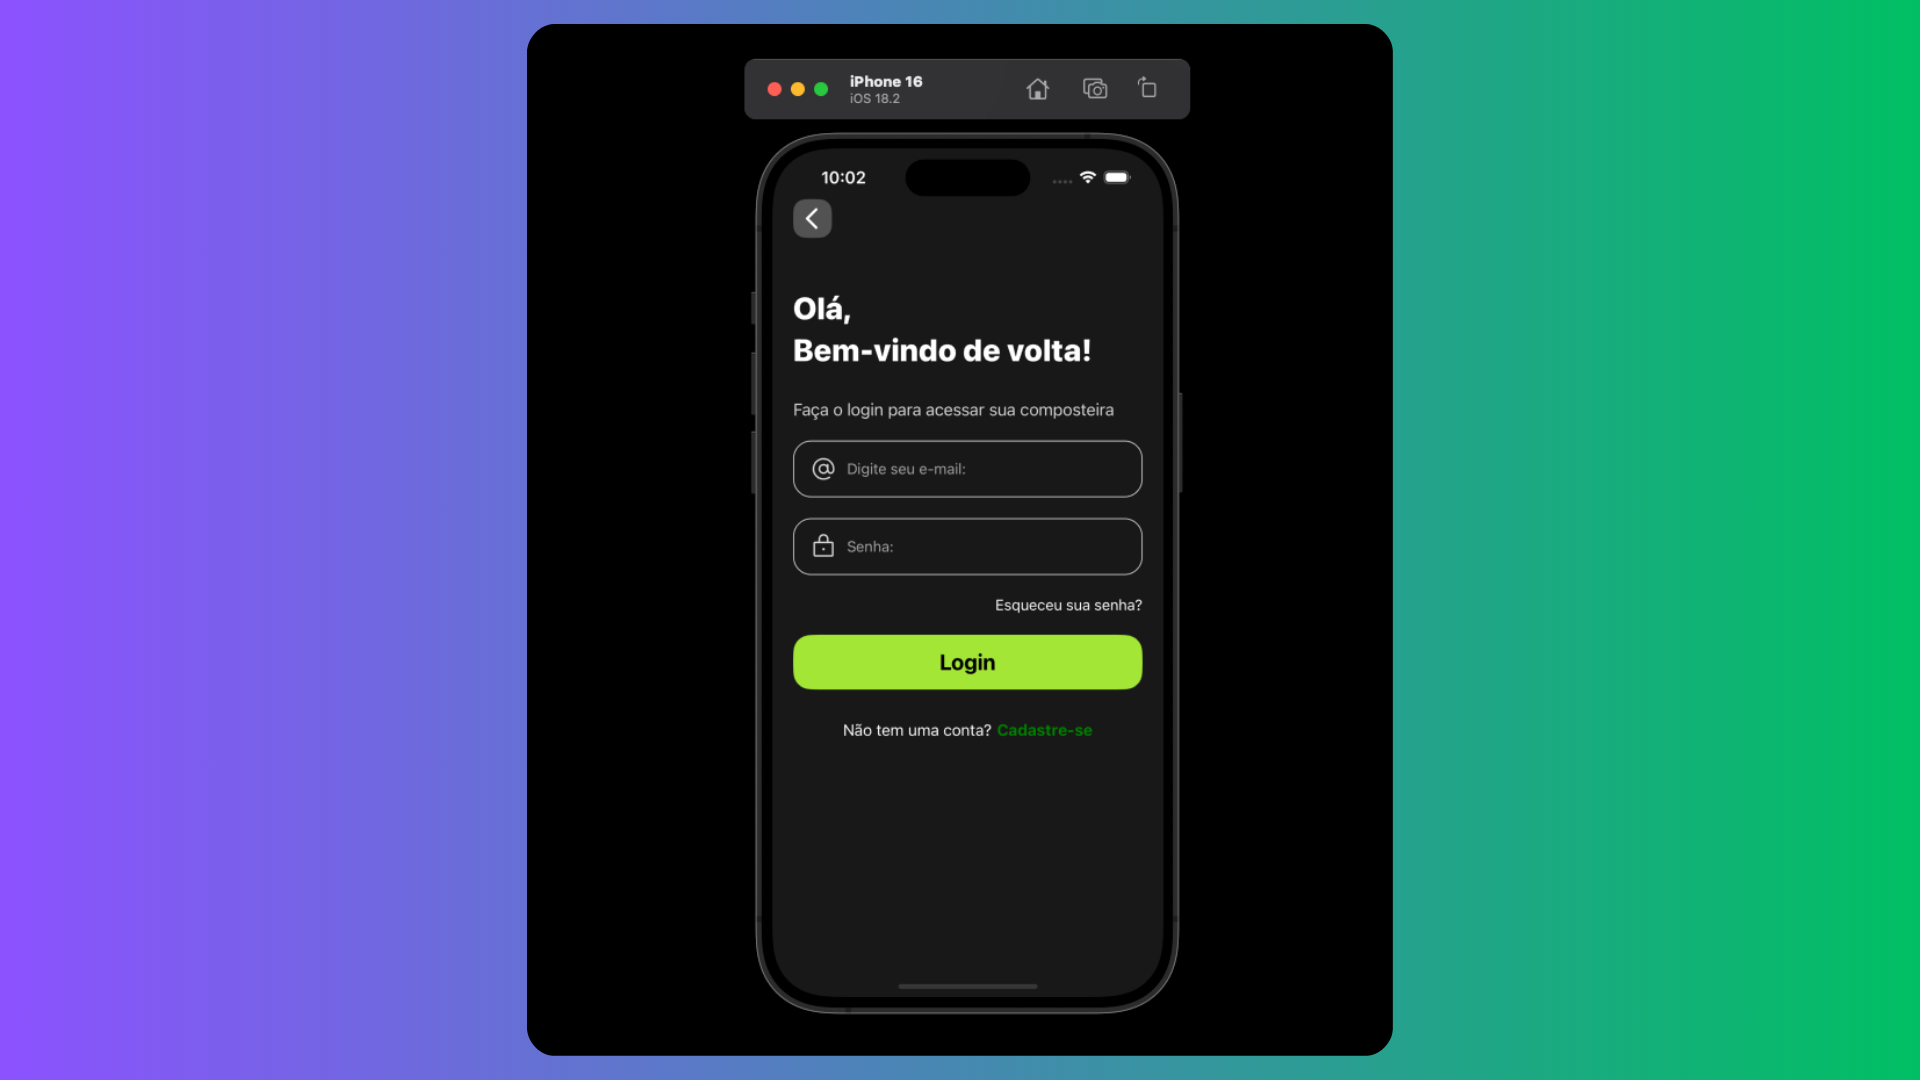 iPhone 16
iOS 18.2
10:02
Olá,
Bem-vindo de volta!
Faça o login para acessar sua composteira
Digite seu e-mail:
Senha:
Esqueceu sua senha?
Login
Não tem uma conta? Cadastre-se